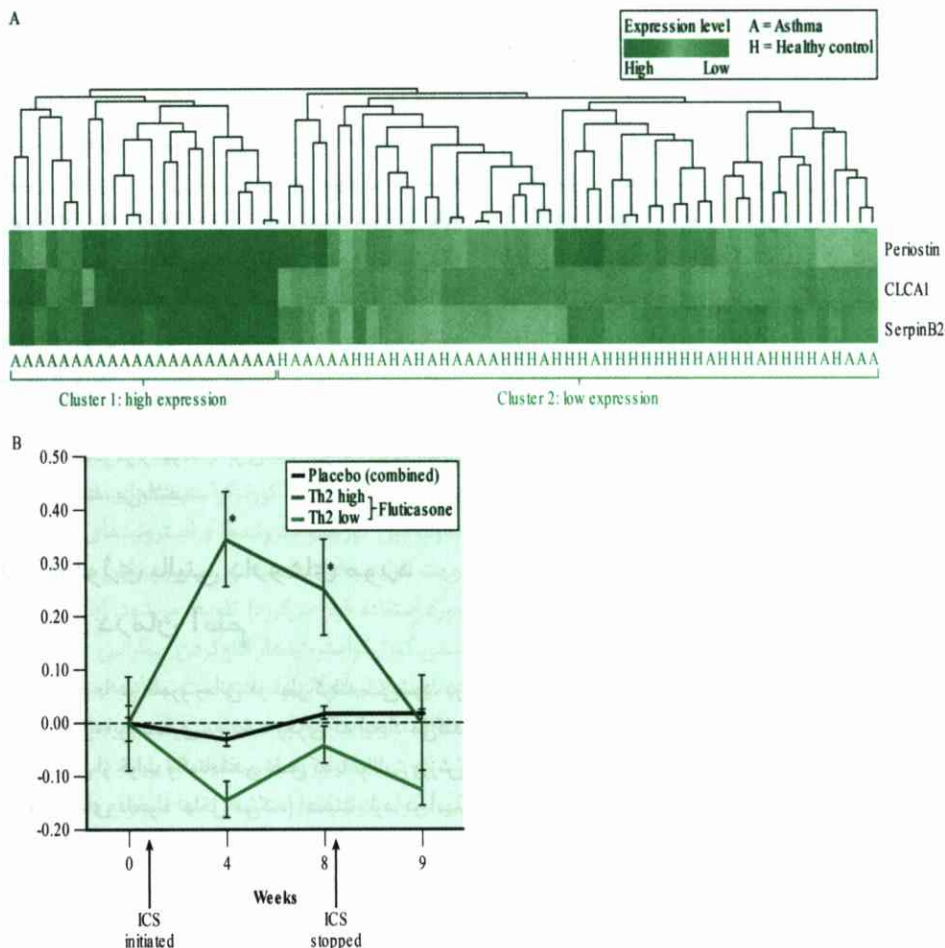 A
Expression level A = Asthma
H = Healthy control
High Low
Periostin
CLCA1
SerpinB2
AAAAAAAAAAAAAAAAAAAAAAHAAAAAHHAHAHAHAHAAAAHHHAHHHAHHHHHHHHAHHHAHHHHAHAAA
Cluster 1: high expression Cluster 2: low expression
B
Placebo (combined)
Th2 high
Th2 low
Fluticasone
0.50
0.40
0.30
0.20
0.10
0.00
-0.10
-0.20
* *
0 4 8 9
Weeks
ICS
initiated
ICS
stopped